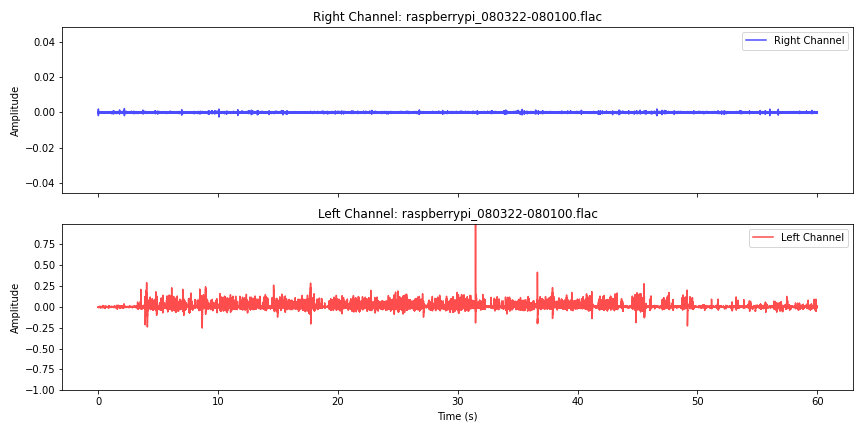 Right Channel: raspberrypi_080322-080100.flac
Right Channel
0.04
0.02
0.00
−0.02
−0.04
Amplitude
Left Channel: raspberrypi_080322-080100.flac
Left Channel
0.75
0.50
0.25
0.00
−0.25
−0.50
−0.75
−1.00
Amplitude
0 10 20 30 40 50 60
Time (s)